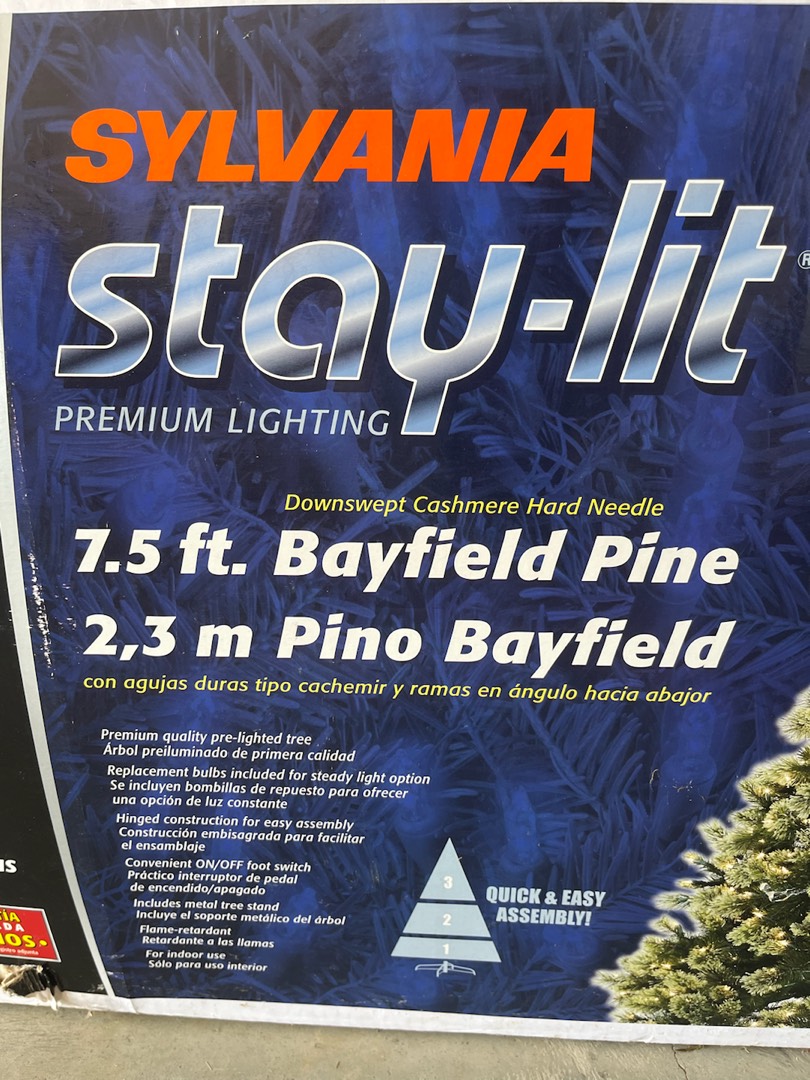 SYLVANIA
stay-lit®
PREMIUM LIGHTING
Downswept Cashmere Hard Needle
7.5 ft. Bayfield Pine
2,3 m Pino Bayfield
con agujas duras tipo cachemir y ramas en ángulo hacia abajor
Premium quality pre-lighted tree
Árbol preiluminado de primera calidad
Replacement bulbs included for steady light option
Se incluyen bombillas de repuesto para ofrecer
una opción de luz constante
Hinged construction for easy assembly
Construcción embisagrada para facilitar
el ensamblaje
Convenient ON/OFF foot switch
Práctico interruptor de pedal
de encendido/apagado
Includes metal tree stand
Incluye el soporte metálico del árbol
Flame-retardant
Retardante a las llamas
For indoor use
Sólo para uso interior
3
2
1
QUICK & EASY
ASSEMBLY!